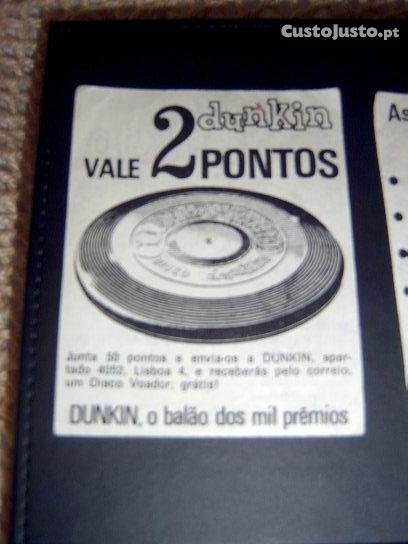 CustoJusto.pt
dunkin
VALE 2 PONTOS
Junta 50 pontos e envia-os a DUNKIN, apar-
tado 4052, Lisboa 4, e receberás pelo correio,
um Disco Voador, grátis!
DUNKIN, o balão dos mil prêmios
As